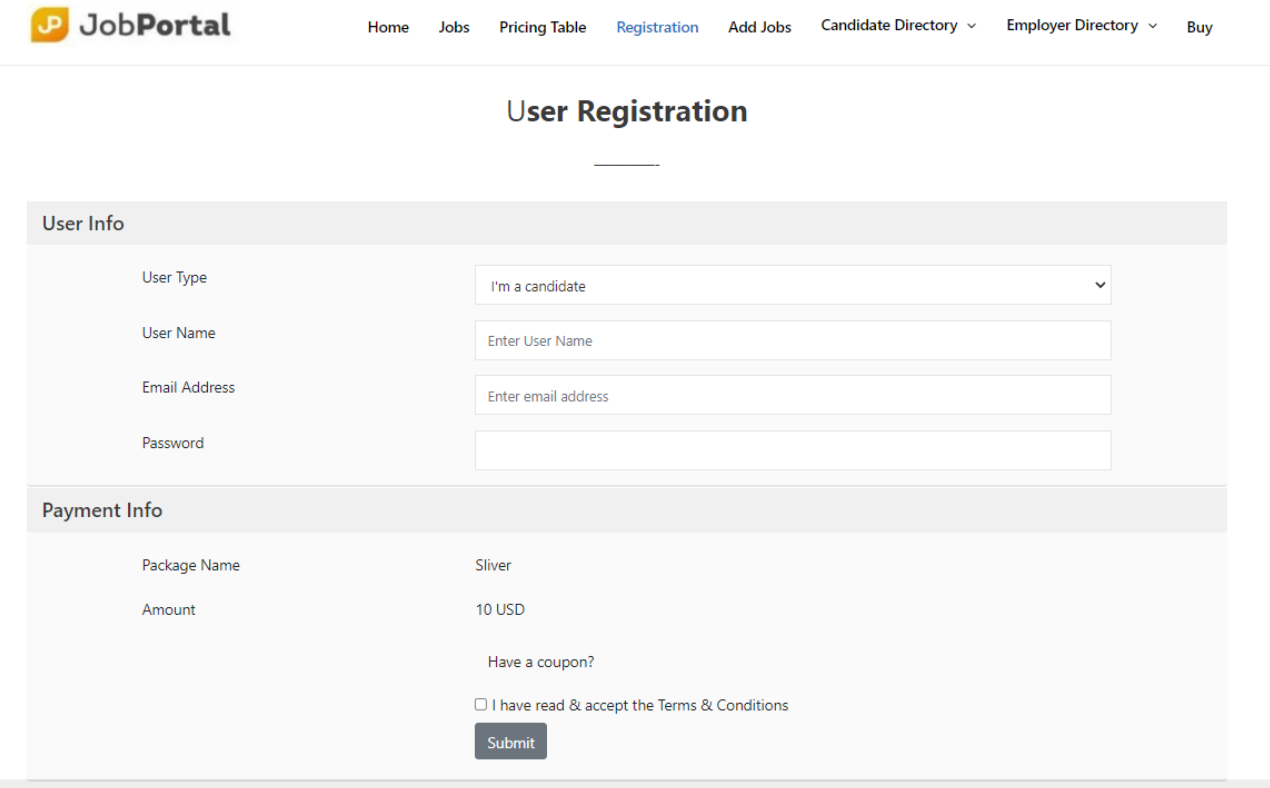 JP JobPortal
Home Jobs Pricing Table Registration Add Jobs Candidate Directory Employer Directory Buy
User Registration
User Info
User Type I'm a candidate
User Name Enter User Name
Email Address Enter email address
Password
Payment Info
Package Name Sliver
Amount 10 USD
Have a coupon?
I have read & accept the Terms & Conditions
Submit